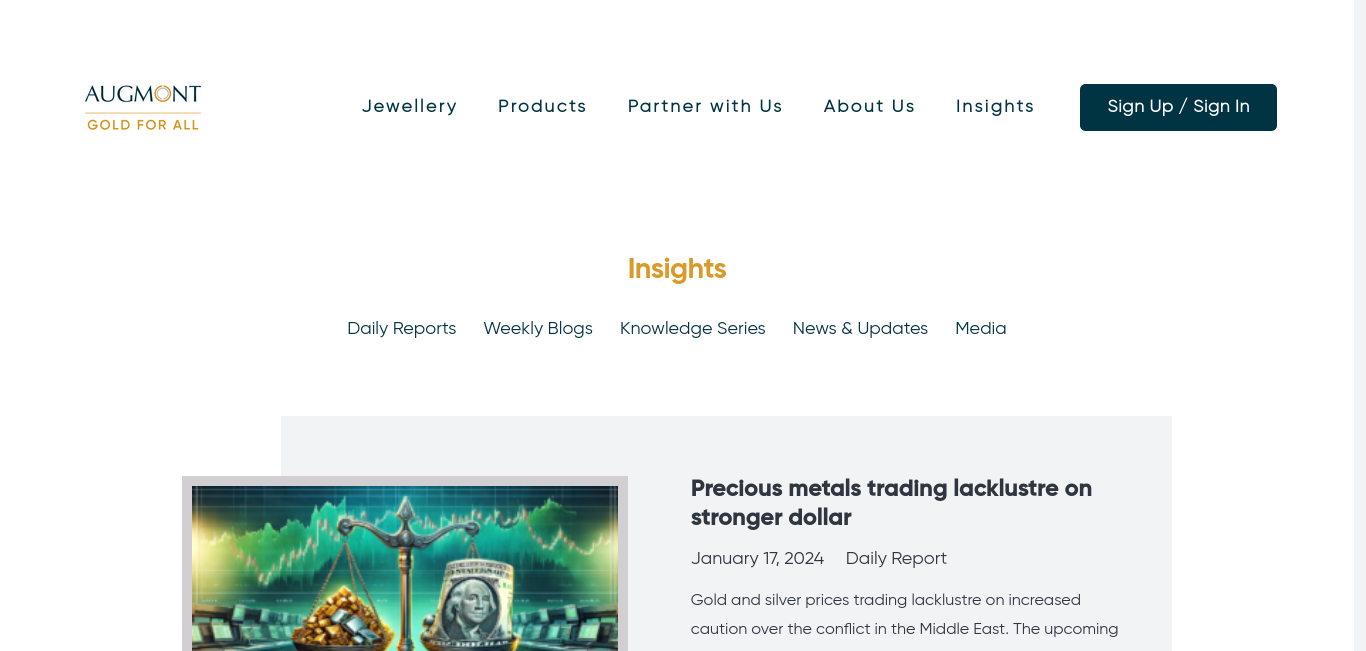 AUGMONT
GOLD FOR ALL
Jewellery Products Partner with Us About Us Insights Sign Up / Sign In
Insights
Daily Reports Weekly Blogs Knowledge Series News & Updates Media
Precious metals trading lacklustre on
stronger dollar
January 17, 2024 Daily Report
Gold and silver prices trading lacklustre on increased
caution over the conflict in the Middle East. The upcoming